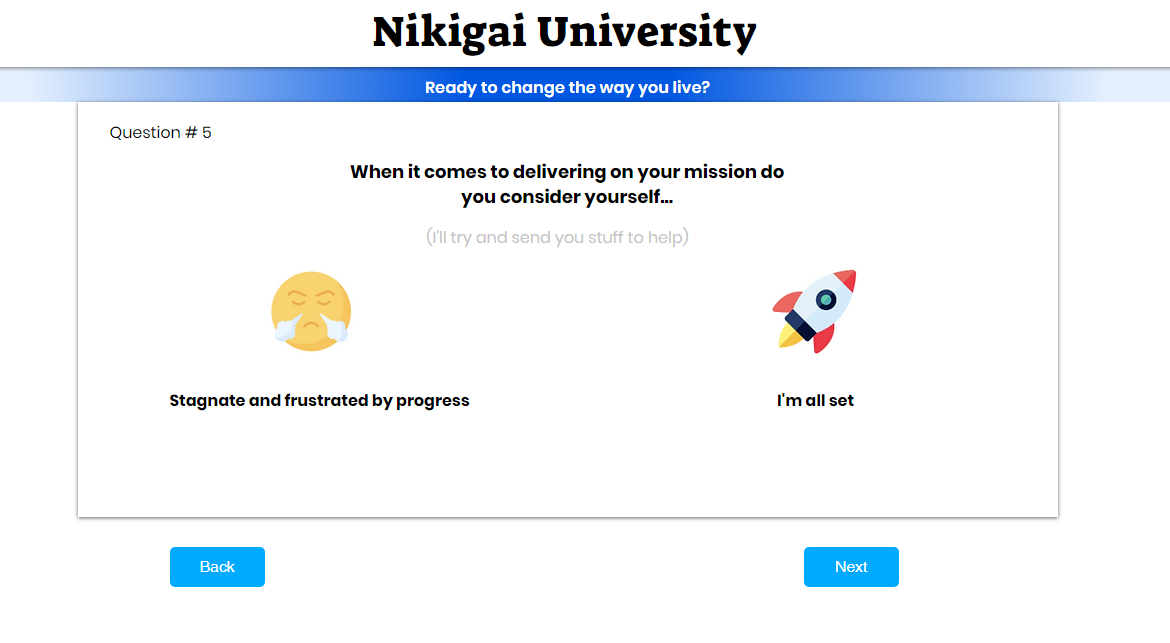 Nikigai University
Ready to change the way you live?
Question # 5
When it comes to delivering on your mission do
you consider yourself...
(I'll try and send you stuff to help)
Stagnate and frustrated by progress
I'm all set
Back
Next